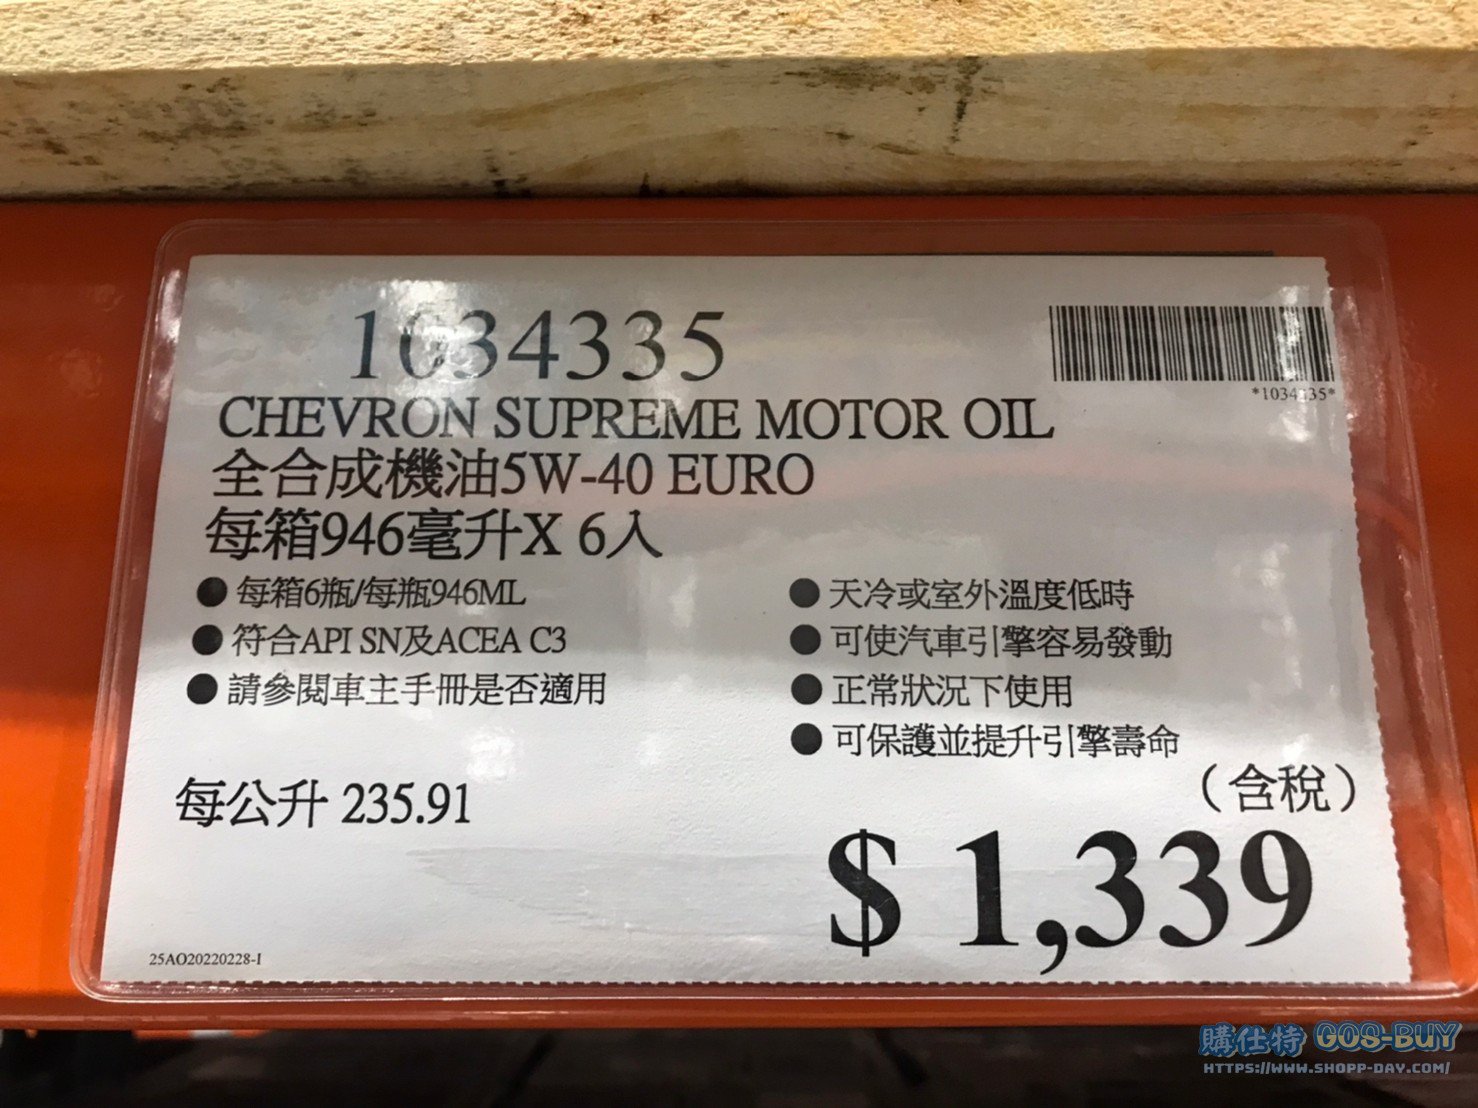 1034335
*1034335*
CHEVRON SUPREME MOTOR OIL
全合成機油5W-40 EURO
每箱946毫升X 6入
● 每箱6瓶/每瓶946ML
● 符合API SN及ACEA C3
● 請參閱車主手冊是否適用
● 天冷或室外溫度低時
● 可使汽車引擎容易發動
● 正常狀況下使用
● 可保護並提升引擎壽命
每公升 235.91
（含稅）
$ 1,339
25AO20220228-I
購仕特 GOS-BUY
HTTPS://WWW.SHOPP-DAY.COM/